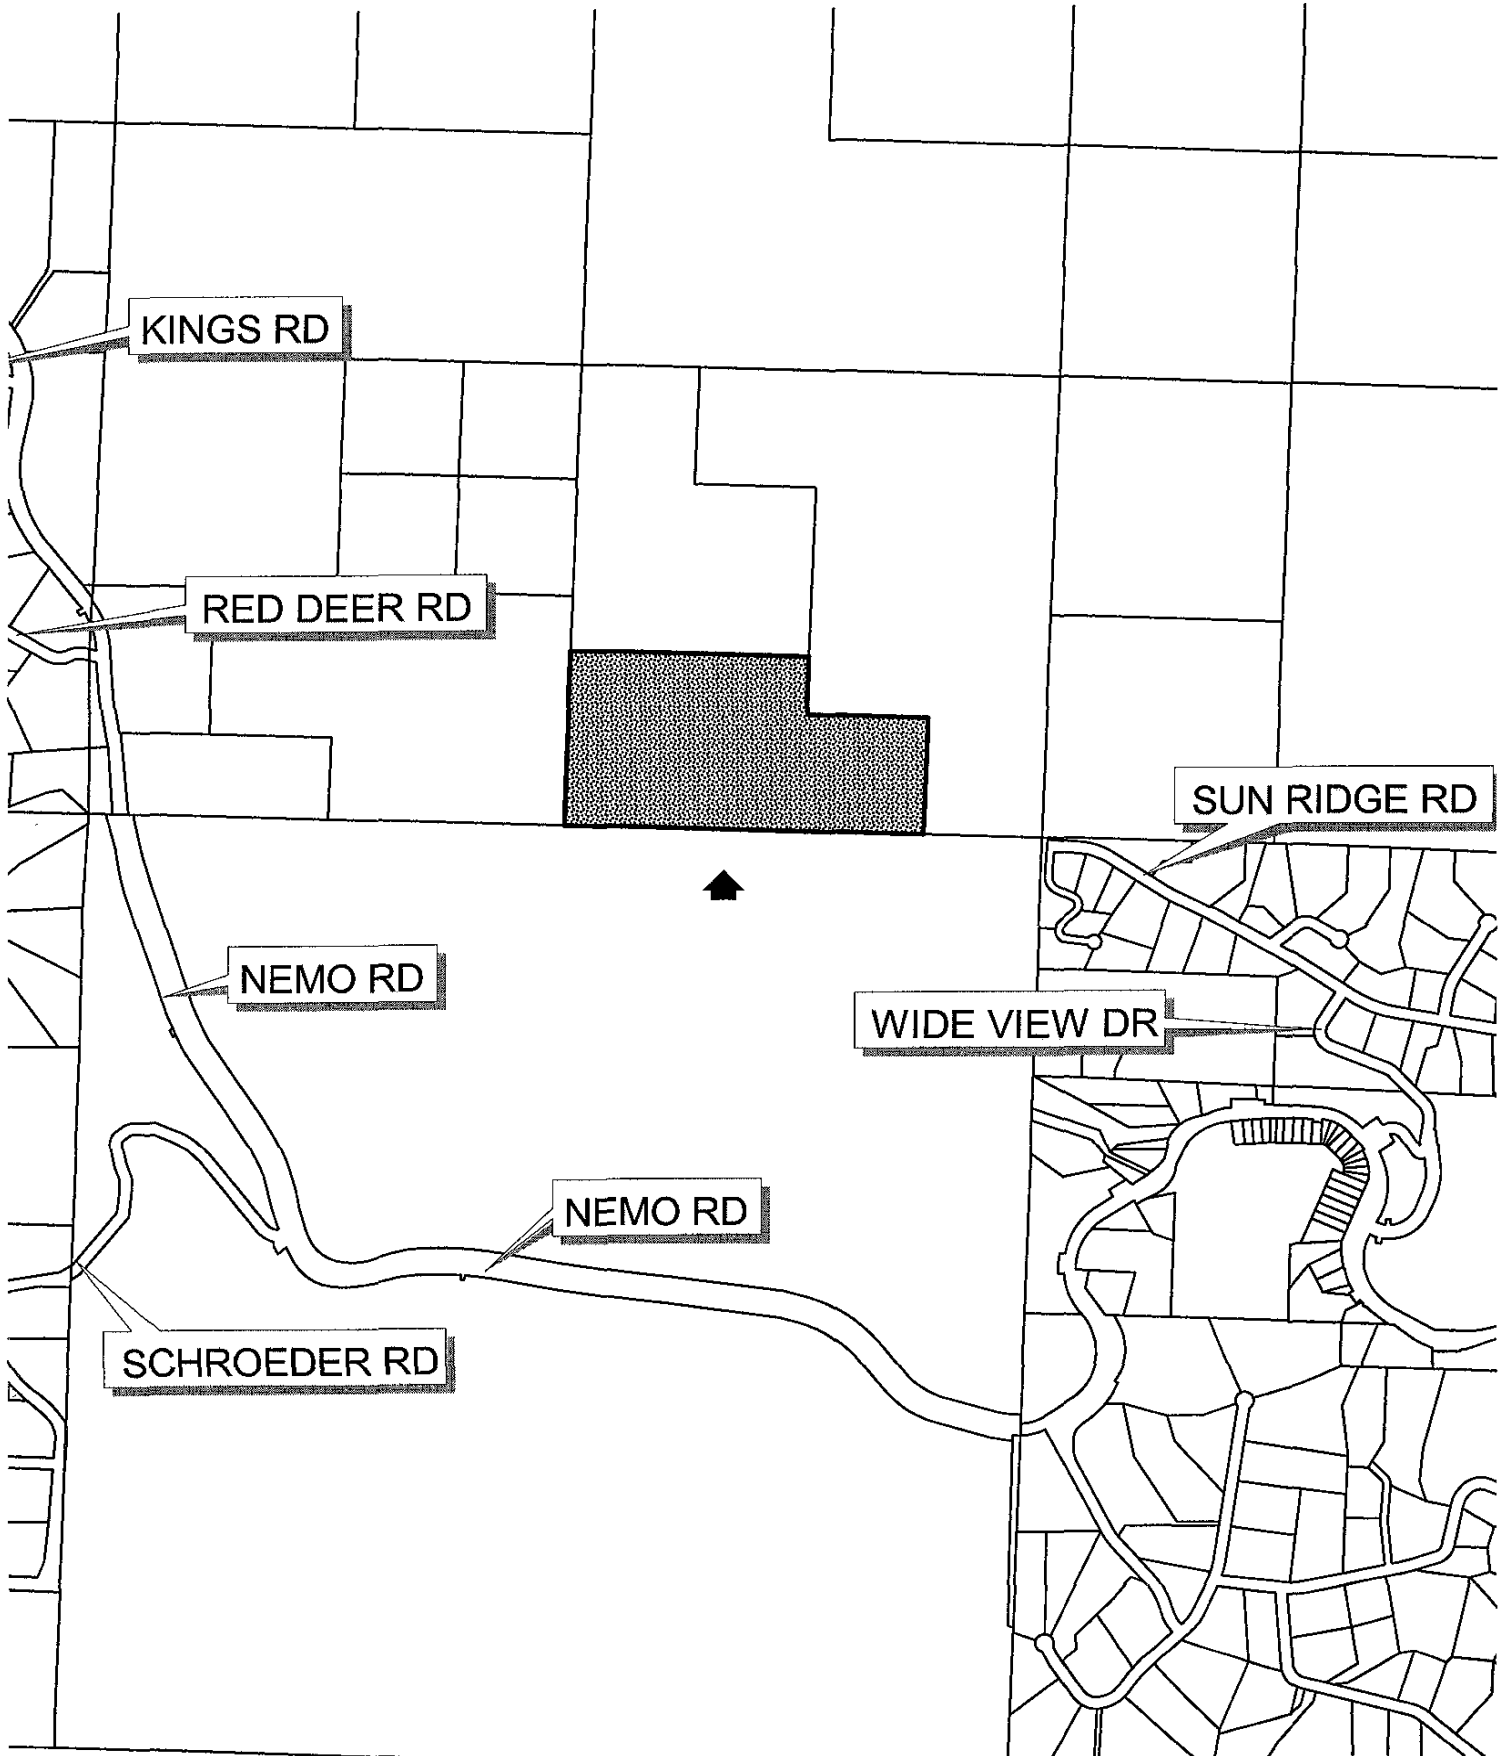 KINGS RD
RED DEER RD
SUN RIDGE RD
NEMO RD
WIDE VIEW DR
NEMO RD
SCHROEDER RD